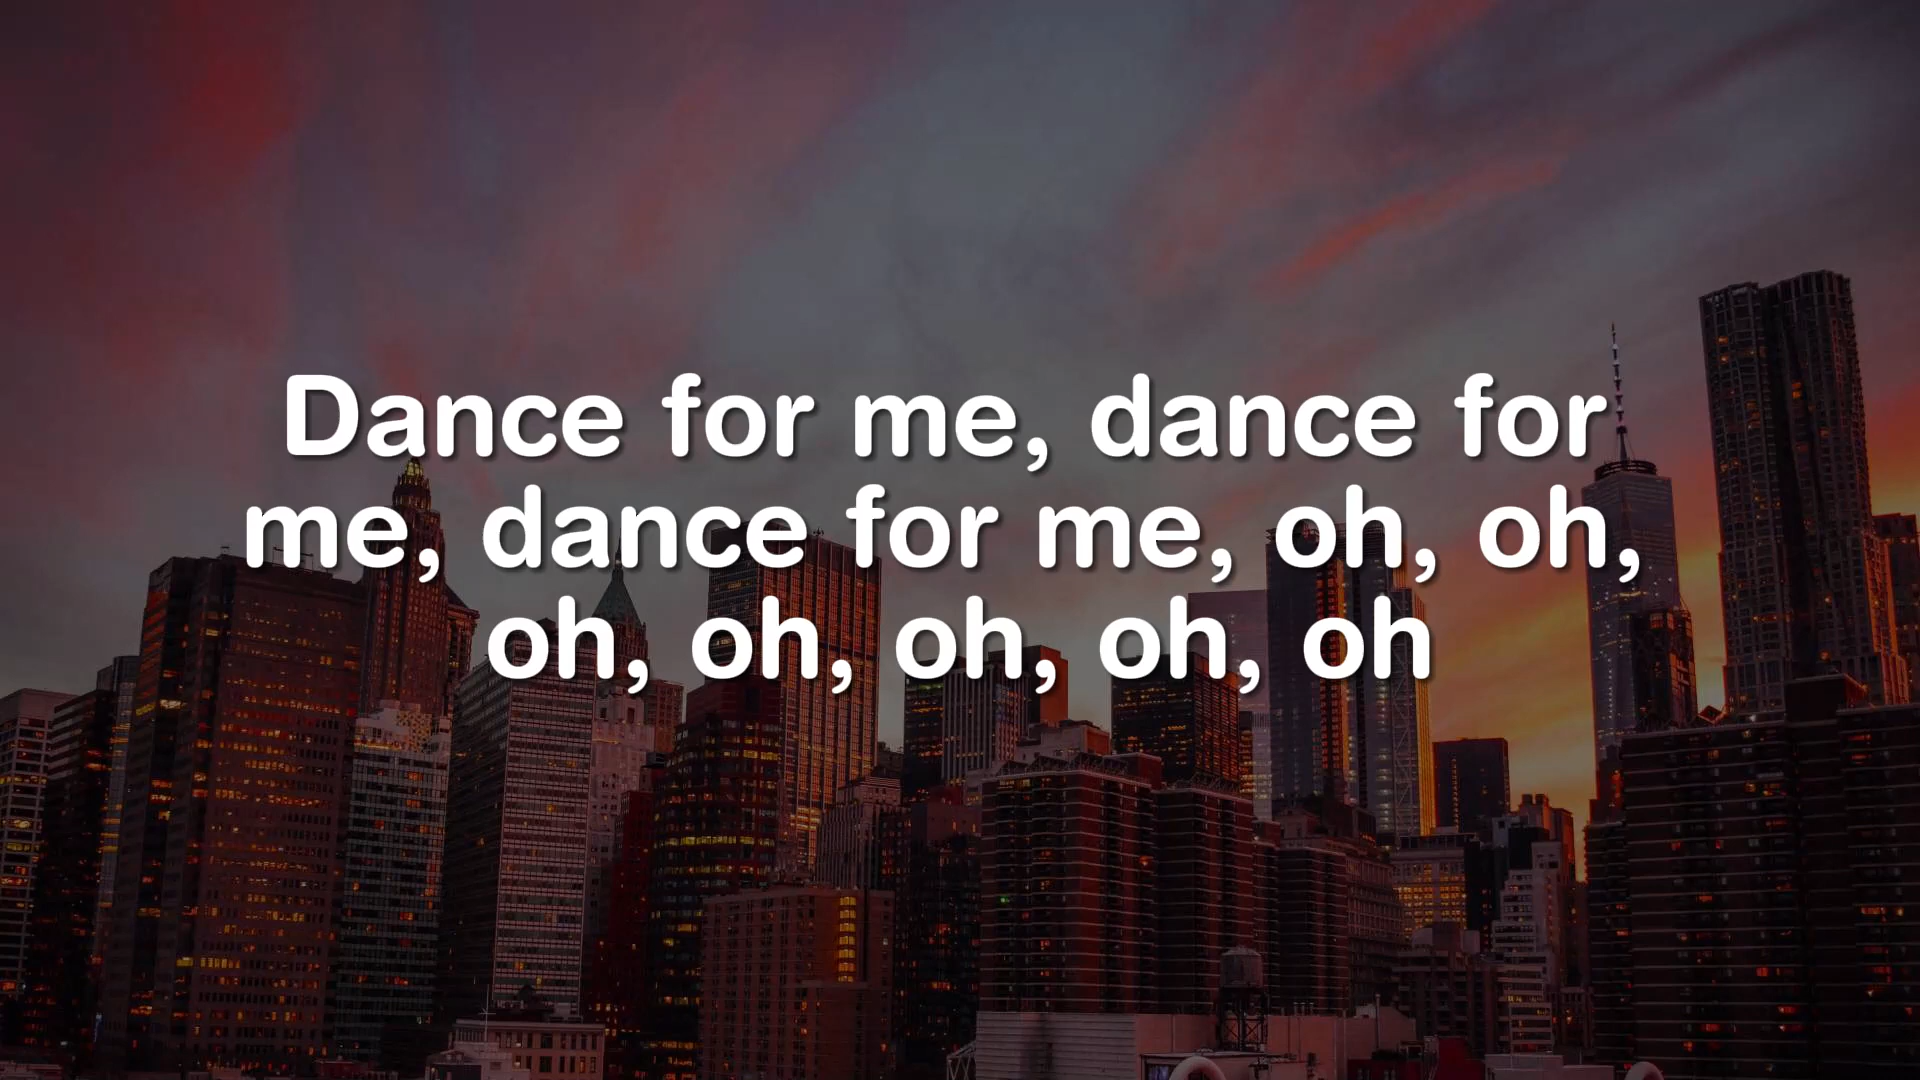 Dance for me, dance for
me, dance for me, oh, oh,
oh, oh, oh, oh, oh